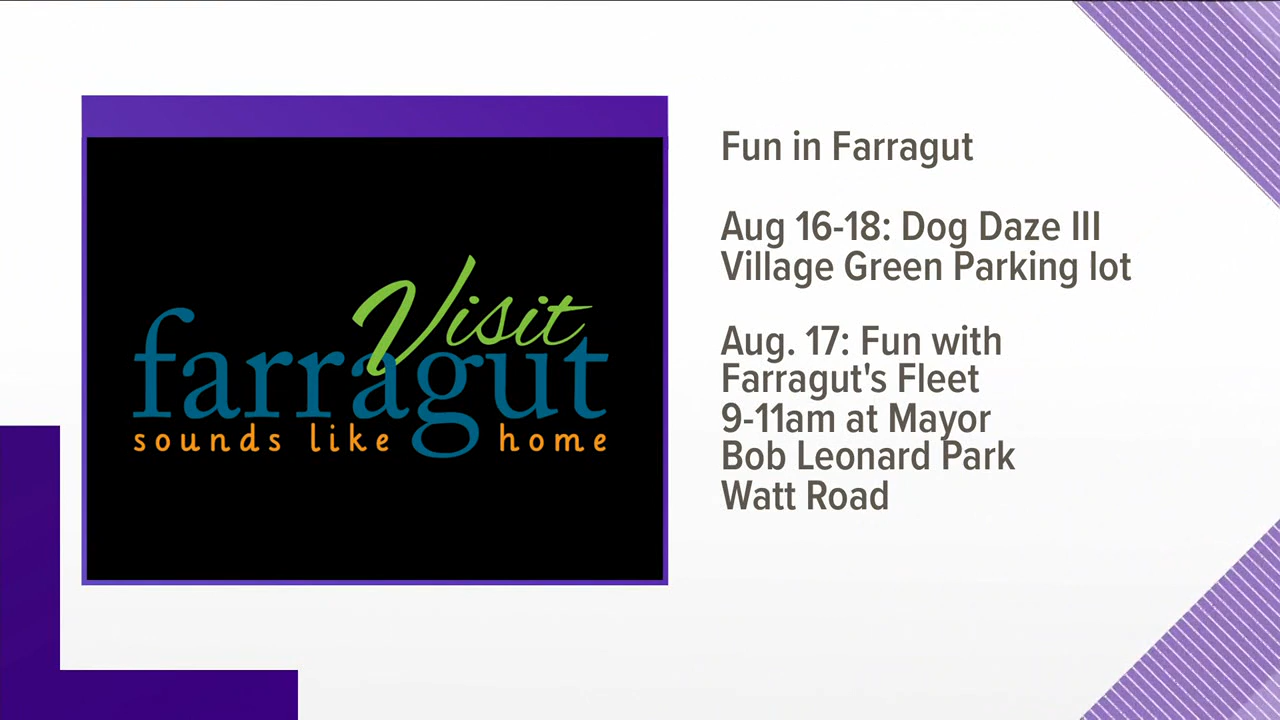 Visit
farragut
sounds like home
Fun in Farragut
Aug 16-18: Dog Daze III
Village Green Parking lot
Aug. 17: Fun with
Farragut's Fleet
9-11am at Mayor
Bob Leonard Park
Watt Road